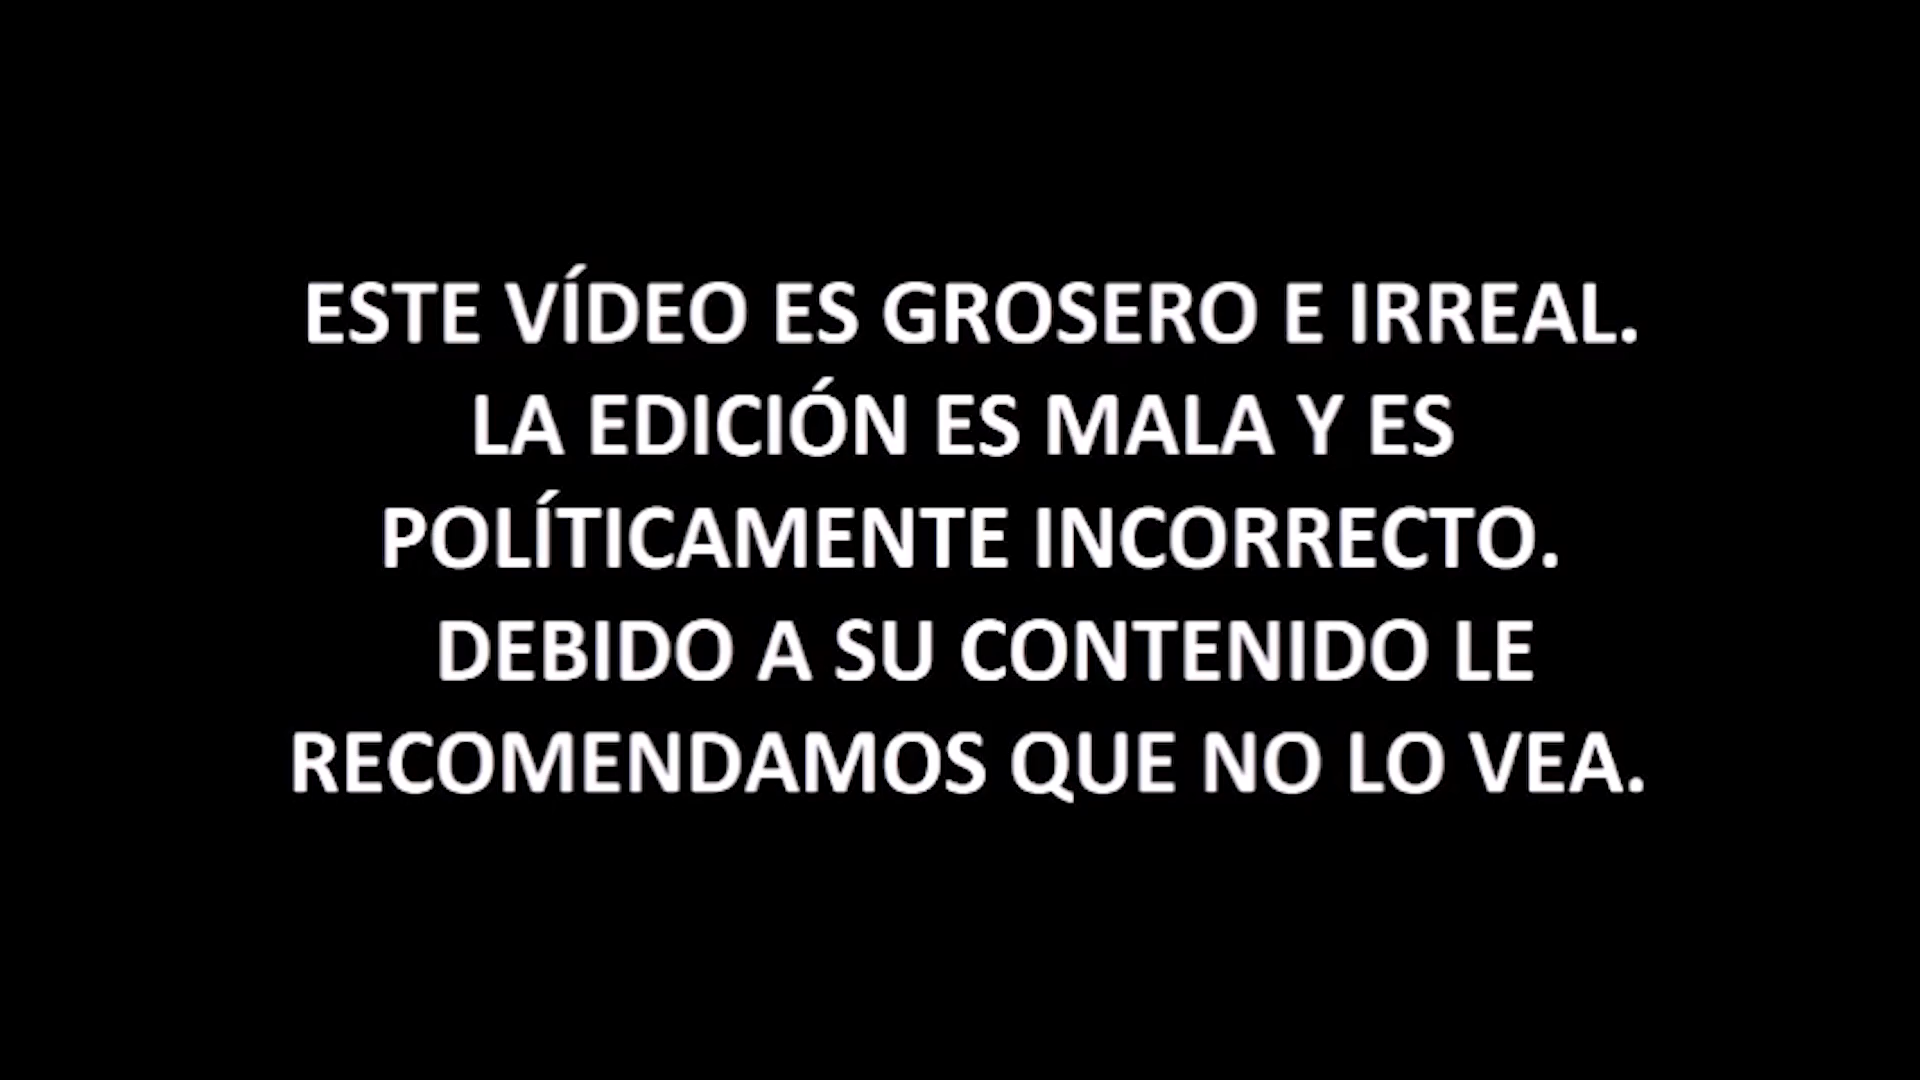 ESTE VÍDEO ES GROSERO E IRREAL.
LA EDICIÓN ES MALA Y ES
POLÍTICAMENTE INCORRECTO.
DEBIDO A SU CONTENIDO LE
RECOMENDAMOS QUE NO LO VEA.